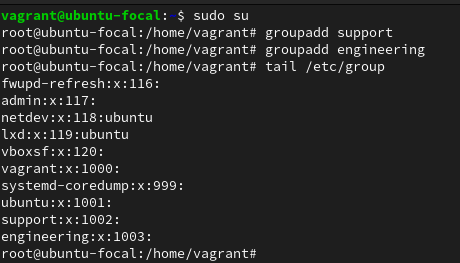 vagrant@ubuntu-focal:~$ sudo su
root@ubuntu-focal:/home/vagrant# groupadd support
root@ubuntu-focal:/home/vagrant# groupadd engineering
root@ubuntu-focal:/home/vagrant# tail /etc/group
fwupd-refresh:x:116:
admin:x:117:
netdev:x:118:ubuntu
lxd:x:119:ubuntu
vboxsf:x:120:
vagrant:x:1000:
systemd-coredump:x:999:
ubuntu:x:1001:
support:x:1002:
engineering:x:1003:
root@ubuntu-focal:/home/vagrant#